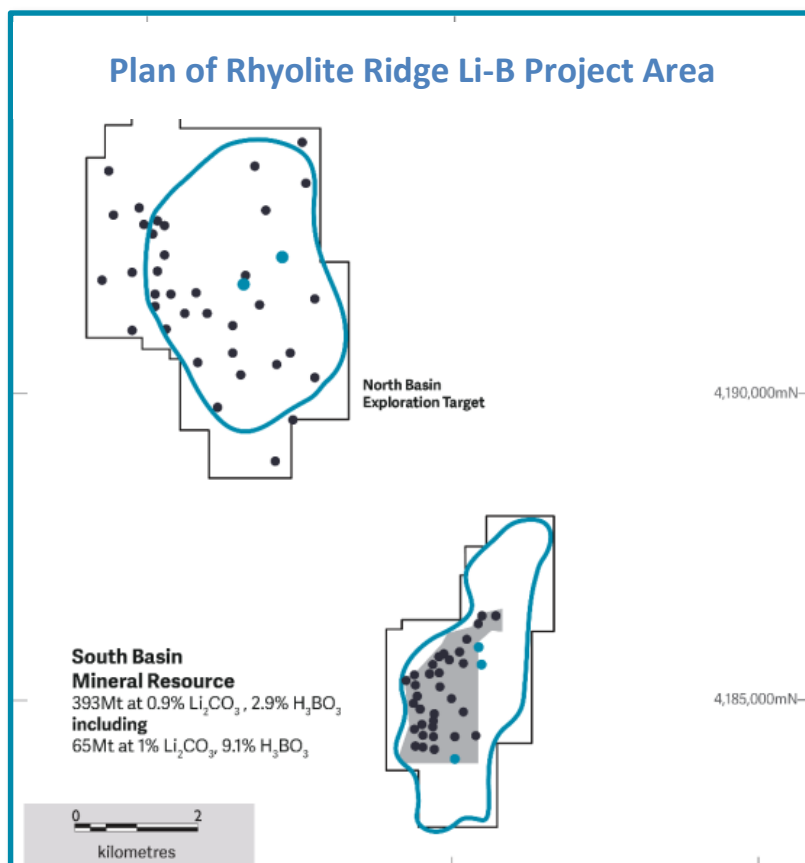 Plan of Rhyolite Ridge Li-B Project Area
North Basin
Exploration Target
4,190,000mN
South Basin
Mineral Resource
393Mt at 0.9% Li₂CO₃ , 2.9% H₃BO₃
including
65Mt at 1% Li₂CO₃, 9.1% H₃BO₃
4,185,000mN
0 2
kilometres